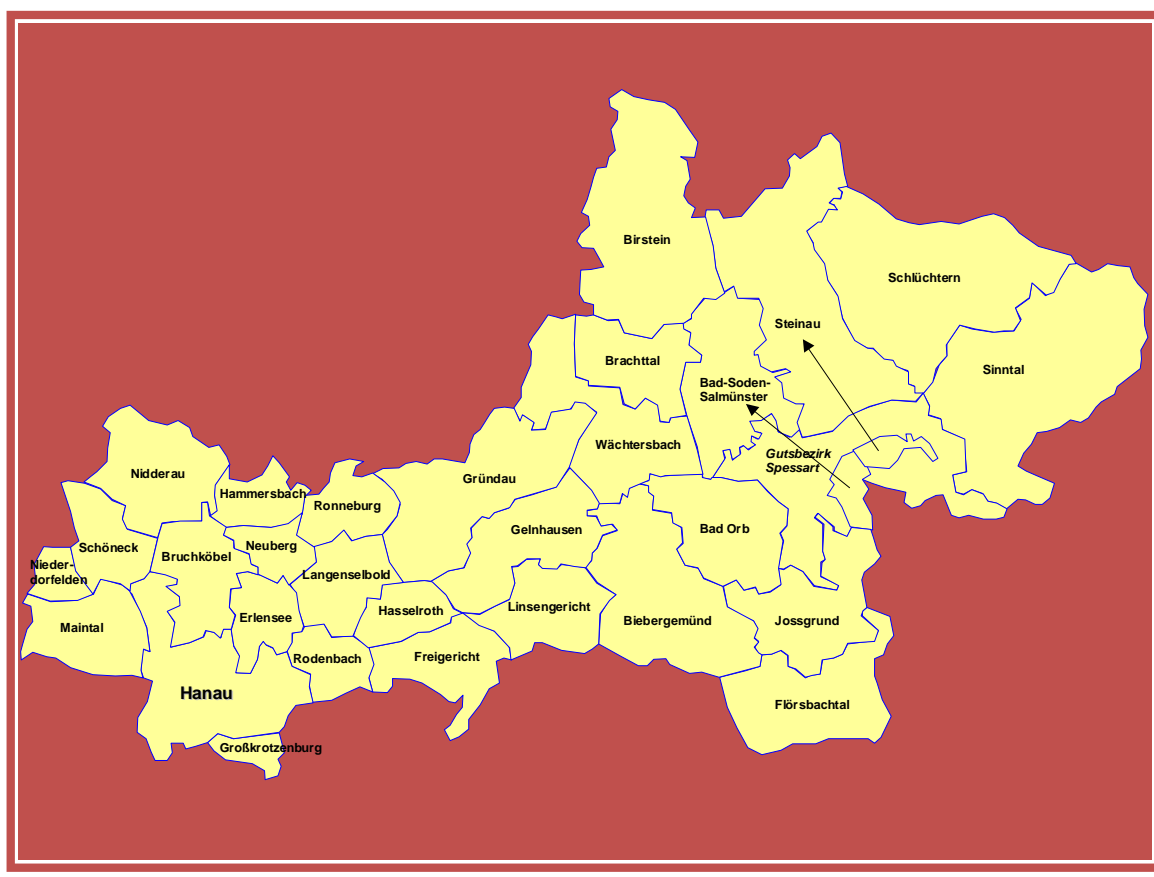 Birstein
Schlüchtern
Steinau
Brachttal
Sinntal
Bad-Soden-
Salmünster
Wächtersbach
Gutsbezirk
Spessart
Nidderau
Gründau
Hammersbach
Ronneburg
Gelnhausen
Bad Orb
Schöneck
Neuberg
Bruchköbel
Nieder-
dorfelden
Langenselbold
Linsengericht
Hasselroth
Erlensee
Biebergemünd
Jossgrund
Maintal
Rodenbach
Freigericht
Hanau
Flörsbachtal
Großkrotzenburg